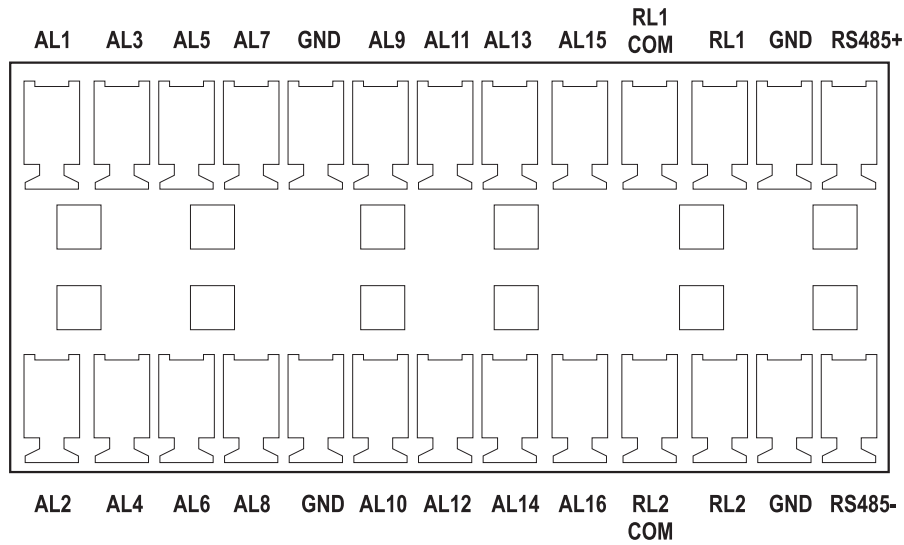 AL1 AL3 AL5 AL7 GND AL9 AL11 AL13 AL15 RL1 COM RL1 GND RS485+
AL2 AL4 AL6 AL8 GND AL10 AL12 AL14 AL16 RL2 COM RL2 GND RS485-